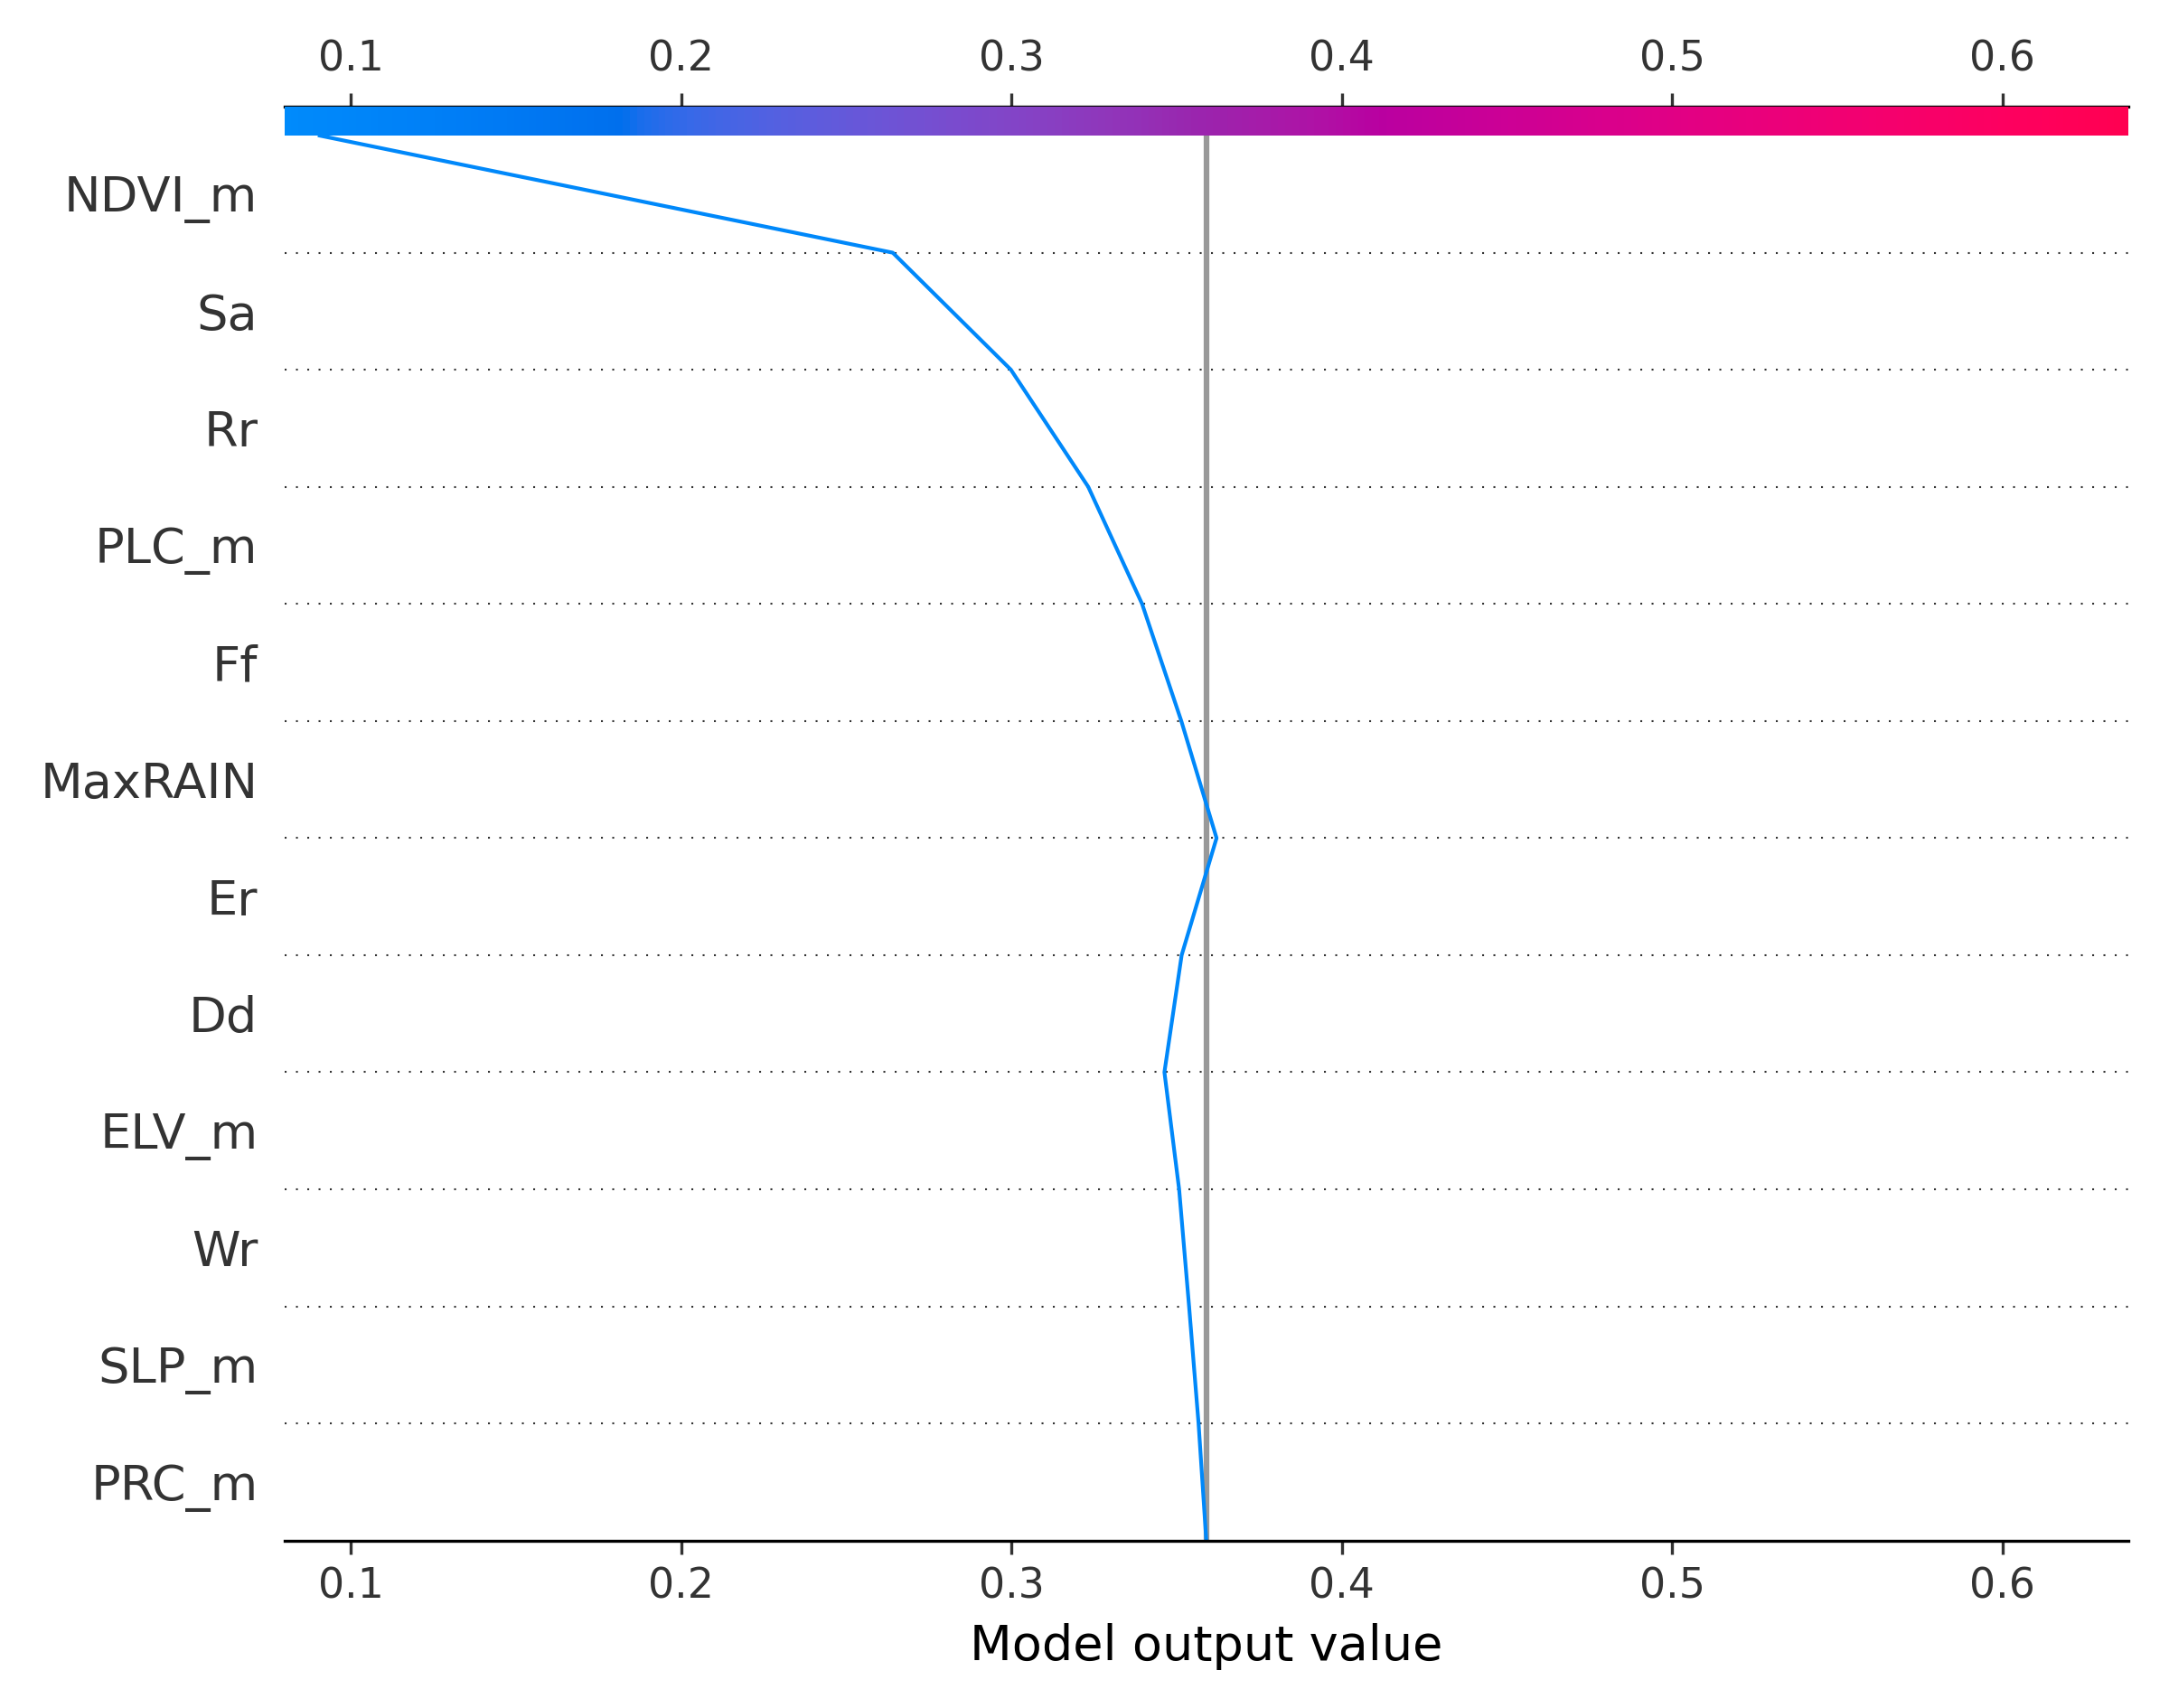 0.1 0.2 0.3 0.4 0.5 0.6
NDVI_m
Sa
Rr
PLC_m
Ff
MaxRAIN
Er
Dd
ELV_m
Wr
SLP_m
PRC_m
0.1 0.2 0.3 0.4 0.5 0.6
Model output value